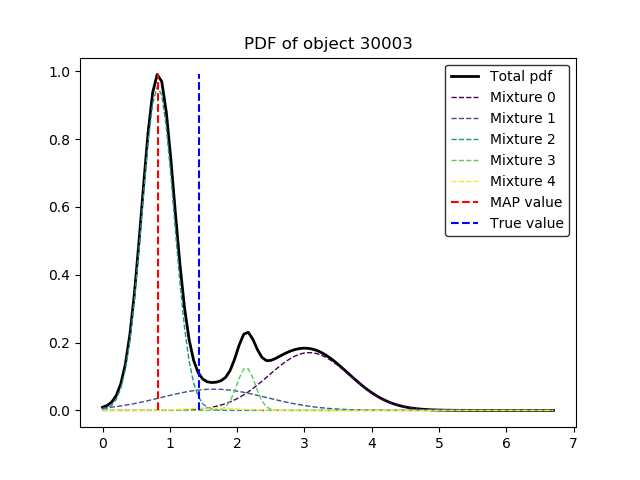 PDF of object 30003
1.0
0.8
0.6
0.4
0.2
0.0
0 1 2 3 4 5 6 7
Total pdf
Mixture 0
Mixture 1
Mixture 2
Mixture 3
Mixture 4
MAP value
True value